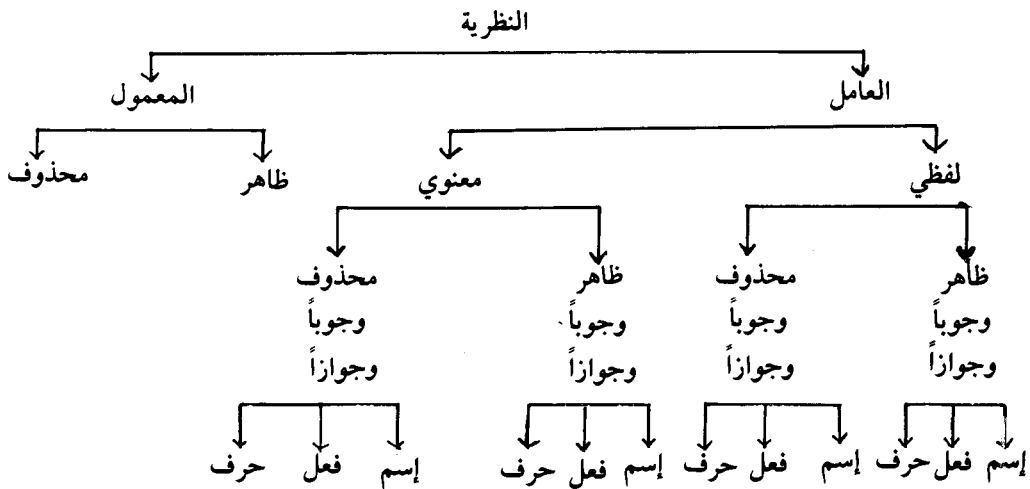 النظرية
العامل المعمول
لفظي معنوي ظاهر محذوف
ظاهر محذوف ظاهر محذوف
وجوباً وجوباً وجوباً وجوباً
وجوازاً وجوازاً وجوازاً وجوازاً
إسم فعل حرف إسم فعل حرف إسم فعل حرف إسم فعل حرف